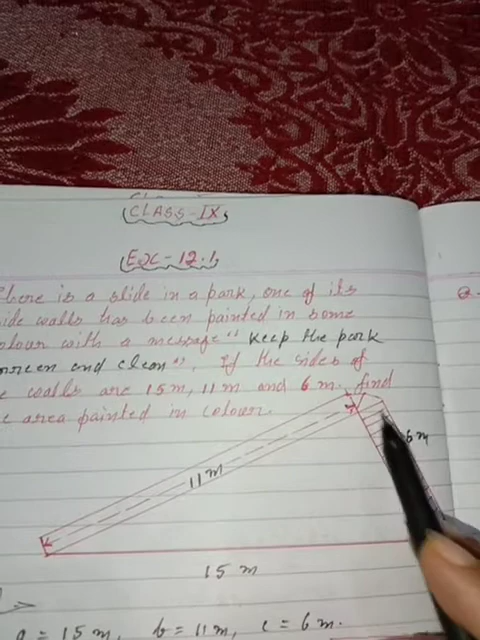 CLASS-IX
EX-12.1
There is a slide in a park, one of its
side walls has been painted in some
colour with a message "keep the park
green and clean". If the sides of
walls are 15 m, 11 m and 6 m. find
area painted in colour.
6 m
11 m
15 m
a = 15 m, b = 11 m, c = 6 m.
Q-